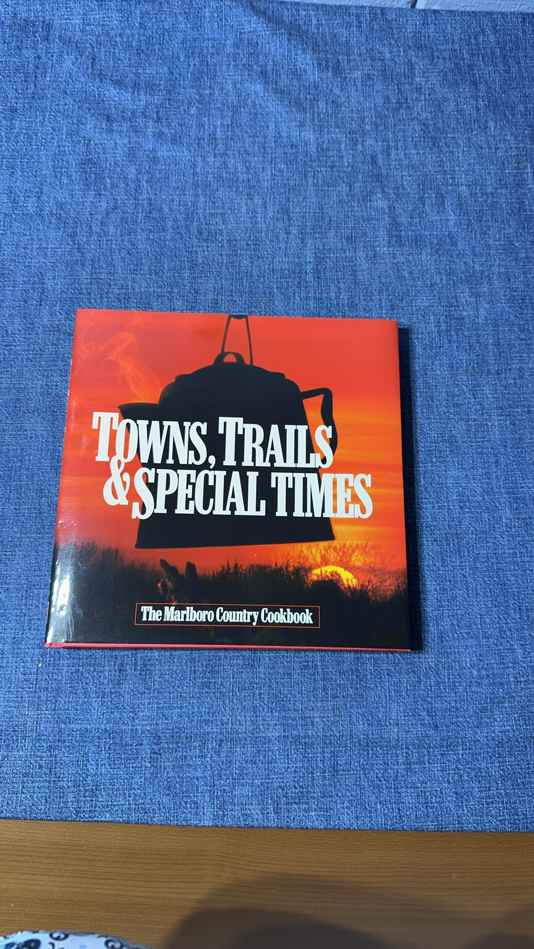 TOWNS, TRAILS
& SPECIAL TIMES
The Marlboro Country Cookbook